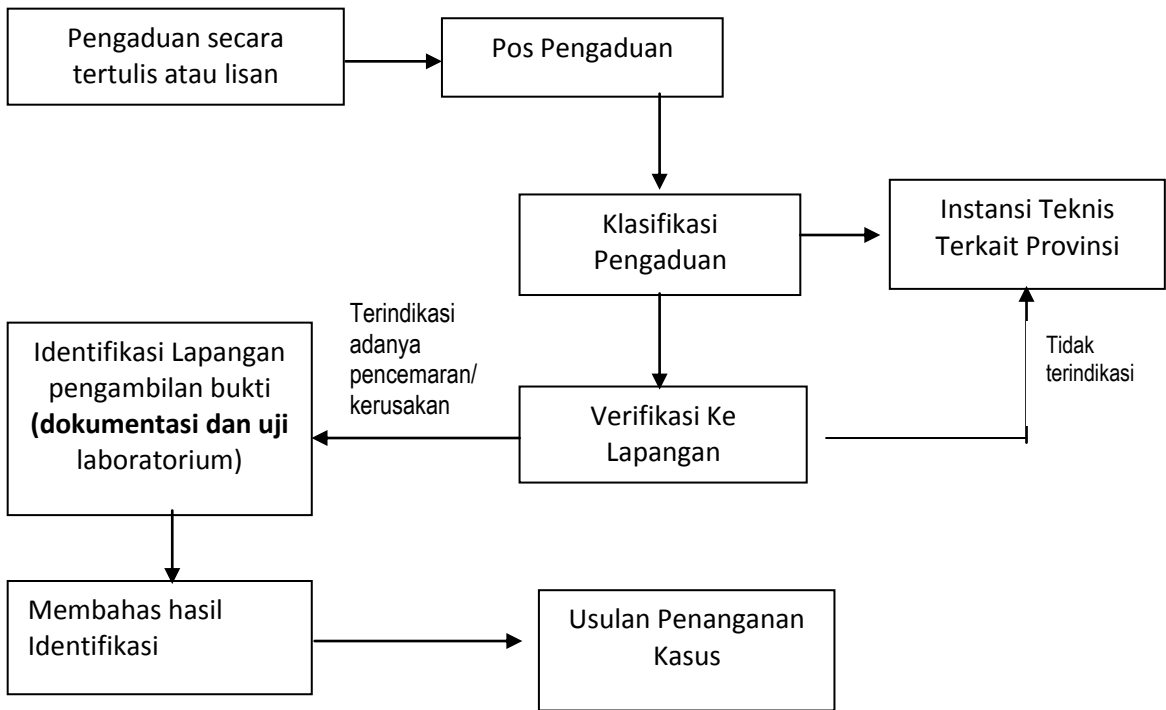 Pengaduan secara
tertulis atau lisan
Pos Pengaduan
Klasifikasi
Pengaduan
Instansi Teknis
Terkait Provinsi
Terindikasi
adanya
pencemaran/
kerusakan
Tidak
terindikasi
Identifikasi Lapangan
pengambilan bukti
(dokumentasi dan uji
laboratorium)
Verifikasi Ke
Lapangan
Membahas hasil
Identifikasi
Usulan Penanganan
Kasus